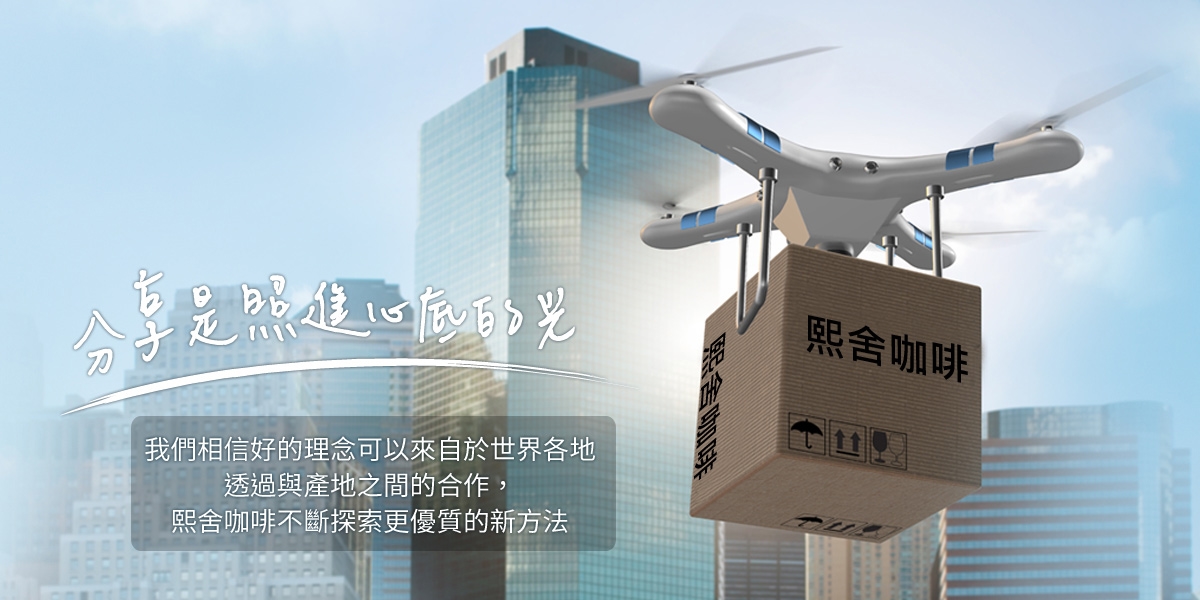 分享是照進心底的光
我們相信好的理念可以來自於世界各地
透過與產地之間的合作，
熙舍咖啡不斷探索更優質的新方法
熙舍咖啡
熙舍咖啡